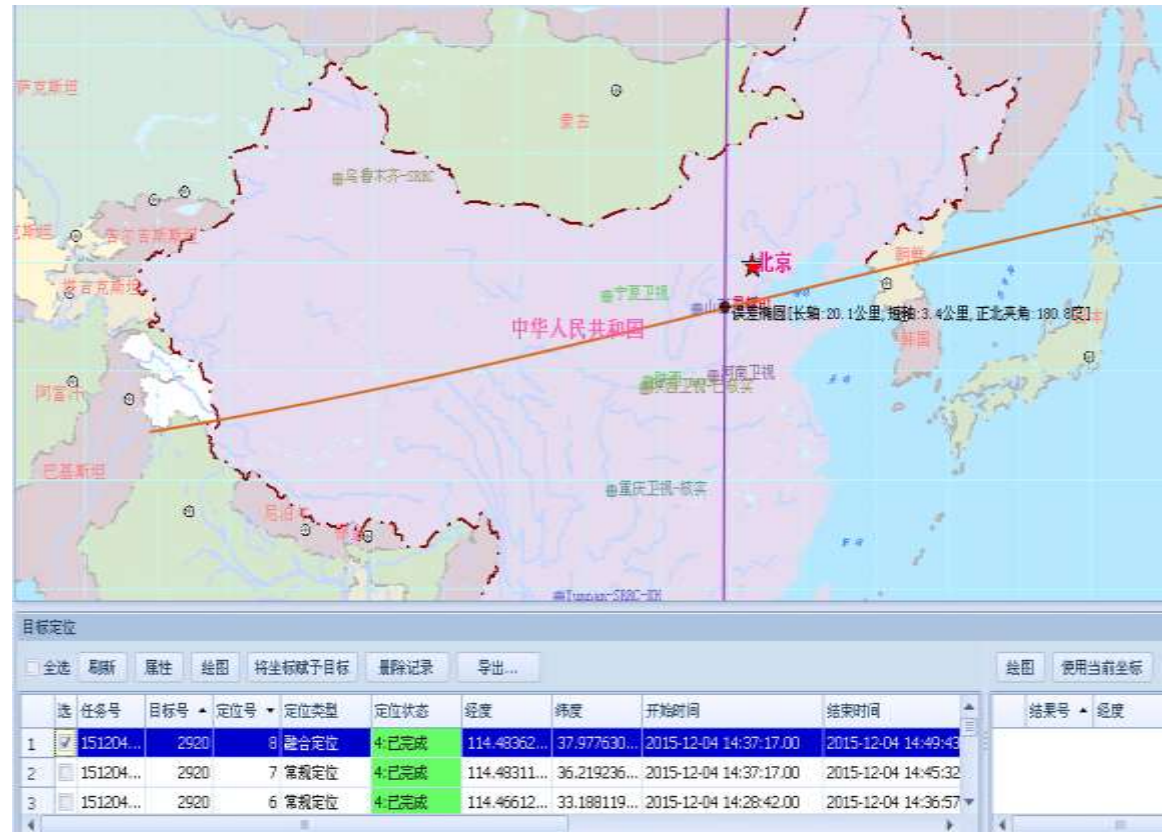 萨克斯坦
蒙古
乌鲁木齐-SRRC
吉尔吉斯斯坦
塔吉克斯坦
北京
朝鲜
宁夏卫视
误差椭圆[长轴:20.1公里,短轴:3.4公里,正北夹角:180.8度]
中华人民共和国
韩国
河南卫视
阿富汗
巴基斯坦
重庆卫视-核实
尼泊尔
Yunnan-SRRC-KH
目标定位
全选 刷新 属性 绘图 将坐标赋予目标 删除记录 导出... 绘图 使用当前坐标
选 任务号 目标号 定位号 定位类型 定位状态 经度 纬度 开始时间 结束时间 结果号 经度
1 151204... 2920 8 融合定位 4:已完成 114.48362... 37.977630... 2015-12-04 14:37:17.00 2015-12-04 14:49:43
2 151204... 2920 7 常规定位 4:已完成 114.48311... 36.219236... 2015-12-04 14:37:17.00 2015-12-04 14:45:32
3 151204... 2920 6 常规定位 4:已完成 114.46612... 33.188119... 2015-12-04 14:28:42.00 2015-12-04 14:36:57